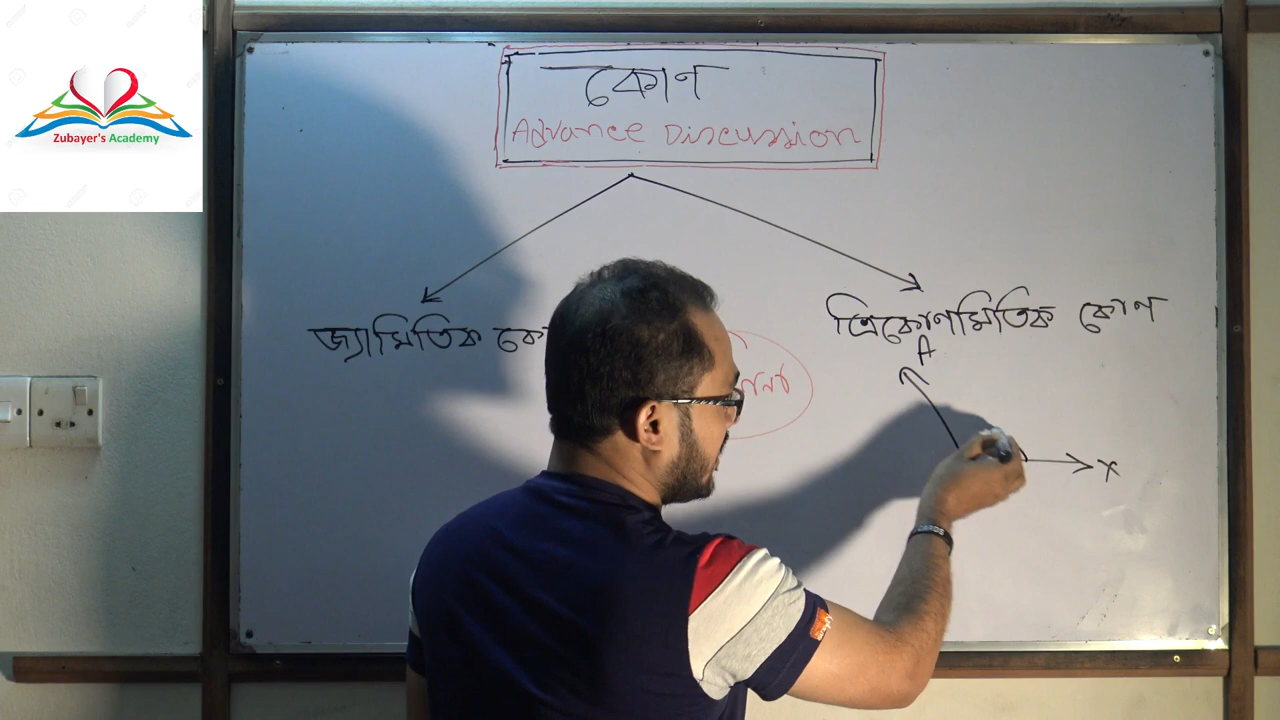 Zubayer's Academy
কোণ
Advance Discussion
জ্যামিতিক
ত্রিকোণমিতিক কোণ
A
X